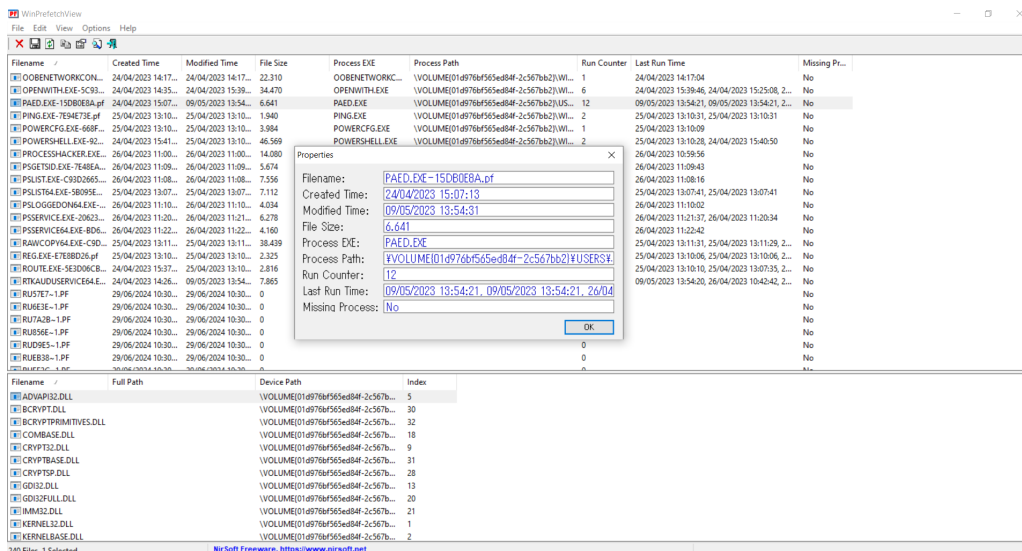 WinPrefetchView
File Edit View Options Help
Filename / Created Time Modified Time File Size Process EXE Process Path Run Counter Last Run Time Missing Pr...
OOBENETWORKCON... 24/04/2023 14:17... 24/04/2023 14:17... 22.310 OOBENETWORKC... \VOLUME{01d976bf565ed84f-2c567bb2}\WI... 1 24/04/2023 14:17:04 No
OPENWITH.EXE-5C93... 24/04/2023 14:35... 24/04/2023 15:39... 34.470 OPENWITH.EXE \VOLUME{01d976bf565ed84f-2c567bb2}\WI... 6 24/04/2023 15:39:46, 24/04/2023 15:25:08, 2... No
PAED.EXE-15DB0E8A.pf 24/04/2023 15:07... 09/05/2023 13:54... 6.641 PAED.EXE \VOLUME{01d976bf565ed84f-2c567bb2}\US... 12 09/05/2023 13:54:21, 09/05/2023 13:54:21, 2... No
PING.EXE-7E94E73E.pf 25/04/2023 13:10... 25/04/2023 13:10... 1.940 PING.EXE \VOLUME{01d976bf565ed84f-2c567bb2}\WI... 2 25/04/2023 13:10:31, 25/04/2023 13:10:31 No
POWERCFG.EXE-668F... 25/04/2023 13:10... 25/04/2023 13:10... 3.984 POWERCFG.EXE \VOLUME{01d976bf565ed84f-2c567bb2}\WI... 1 25/04/2023 13:10:09 No
POWERSHELL.EXE-92... 24/04/2023 15:41... 25/04/2023 13:10... 46.569 POWERSHELL.EXE \VOLUME{01d976bf565ed84f-2c567bb2}\WI... 2 25/04/2023 13:10:28, 24/04/2023 15:40:50 No
PROCESSHACKER.EXE... 26/04/2023 11:00... 26/04/2023 11:00... 14.080 26/04/2023 10:59:56 No
PSGETSID.EXE-7E48EA... 26/04/2023 11:09... 26/04/2023 11:09... 5.674 26/04/2023 11:09:43 No
PSLIST.EXE-C93D2665... 26/04/2023 11:08... 26/04/2023 11:08... 7.556 26/04/2023 11:08:16 No
PSLIST64.EXE-5B095E... 25/04/2023 13:07... 25/04/2023 13:07... 7.112 25/04/2023 13:07:41, 25/04/2023 13:07:41 No
PSLOGGEDON64.EXE-... 26/04/2023 11:10... 26/04/2023 11:10... 4.034 26/04/2023 11:10:02 No
PSSERVICE.EXE-20623... 26/04/2023 11:20... 26/04/2023 11:21... 6.278 26/04/2023 11:21:37, 26/04/2023 11:20:34 No
PSSERVICE64.EXE-BD6... 26/04/2023 11:22... 26/04/2023 11:22... 4.160 26/04/2023 11:22:42 No
RAWCOPY64.EXE-C9D... 25/04/2023 13:11... 25/04/2023 13:11... 38.439 25/04/2023 13:11:31, 25/04/2023 13:11:29, 2... No
REG.EXE-E7E8BD26.pf 25/04/2023 13:10... 25/04/2023 13:10... 2.325 25/04/2023 13:10:06, 25/04/2023 13:10:06, 2... No
ROUTE.EXE-5E3D06CB... 24/04/2023 15:37... 25/04/2023 13:10... 2.816 25/04/2023 13:10:10, 25/04/2023 13:07:35, 2... No
RTKAUDUSERVICE64.E... 24/04/2023 14:26... 09/05/2023 13:54... 7.865 09/05/2023 13:54:20, 26/04/2023 10:42:42, 2... No
RU57E7~1.PF 29/06/2024 10:30... 29/06/2024 10:30... 0 No
RU6E3E~1.PF 29/06/2024 10:30... 29/06/2024 10:30... 0 No
RU7A2B~1.PF 29/06/2024 10:30... 29/06/2024 10:30... 0 No
RU856E~1.PF 29/06/2024 10:30... 29/06/2024 10:30... 0 No
RUD9E5~1.PF 29/06/2024 10:30... 29/06/2024 10:30... 0 0 No
RUEB38~1.PF 29/06/2024 10:30... 29/06/2024 10:30... 0 0 No
Properties
Filename: PAED.EXE-15DB0E8A.pf
Created Time: 24/04/2023 15:07:13
Modified Time: 09/05/2023 13:54:31
File Size: 6.641
Process EXE: PAED.EXE
Process Path: ¥VOLUME{01d976bf565ed84f-2c567bb2}¥USERS¥.
Run Counter: 12
Last Run Time: 09/05/2023 13:54:21, 09/05/2023 13:54:21, 26/04
Missing Process: No
OK
Filename / Full Path Device Path Index
ADVAPI32.DLL \VOLUME{01d976bf565ed84f-2c567b... 5
BCRYPT.DLL \VOLUME{01d976bf565ed84f-2c567b... 30
BCRYPTPRIMITIVES.DLL \VOLUME{01d976bf565ed84f-2c567b... 32
COMBASE.DLL \VOLUME{01d976bf565ed84f-2c567b... 18
CRYPT32.DLL \VOLUME{01d976bf565ed84f-2c567b... 9
CRYPTBASE.DLL \VOLUME{01d976bf565ed84f-2c567b... 31
CRYPTSP.DLL \VOLUME{01d976bf565ed84f-2c567b... 28
GDI32.DLL \VOLUME{01d976bf565ed84f-2c567b... 13
GDI32FULL.DLL \VOLUME{01d976bf565ed84f-2c567b... 20
IMM32.DLL \VOLUME{01d976bf565ed84f-2c567b... 21
KERNEL32.DLL \VOLUME{01d976bf565ed84f-2c567b... 1
KERNELBASE.DLL \VOLUME{01d976bf565ed84f-2c567b... 2
240 Files, 1 Selected NirSoft Freeware. https://www.nirsoft.net